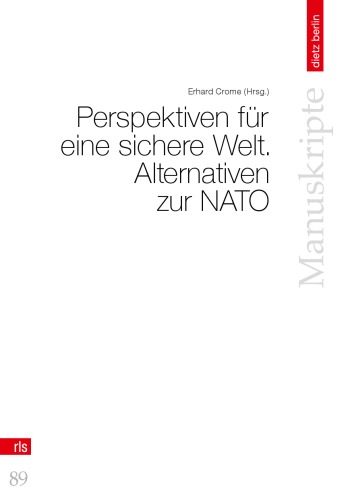 dietz berlin
Erhard Crome (Hrsg.)
Perspektiven für
eine sichere Welt.
Alternativen
zur NATO
Manuskripte
rls
89